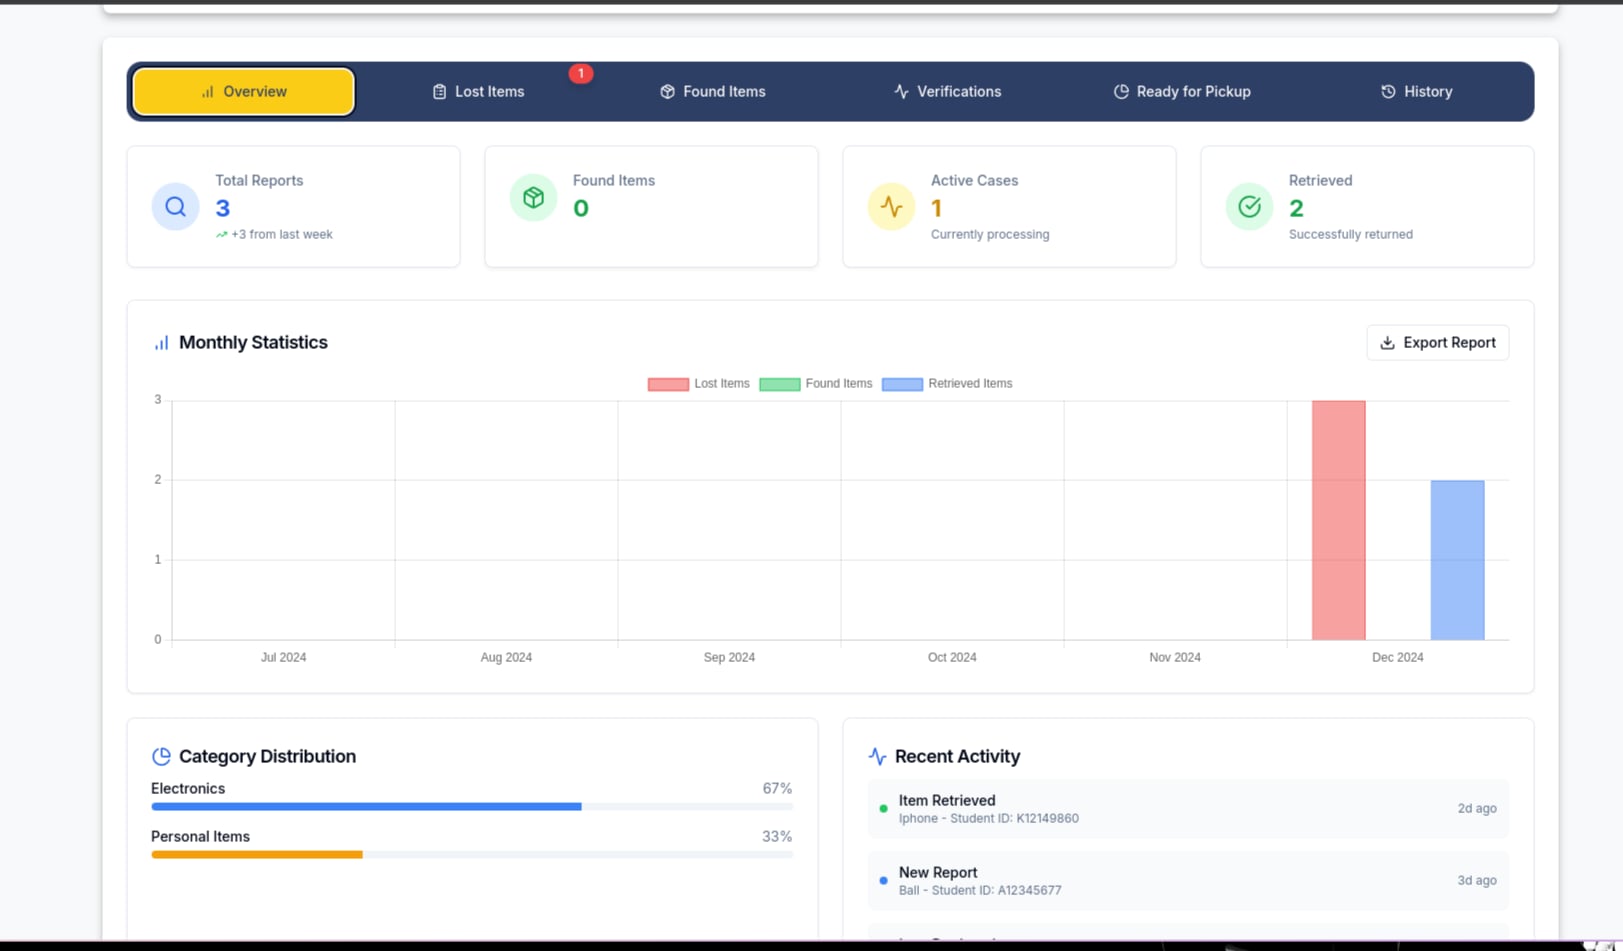 Overview
Lost Items
1
Found Items
Verifications
Ready for Pickup
History
Total Reports
3
+3 from last week
Found Items
0
Active Cases
1
Currently processing
Retrieved
2
Successfully returned
Monthly Statistics
Export Report
Lost Items Found Items Retrieved Items
3
2
1
0
Jul 2024 Aug 2024 Sep 2024 Oct 2024 Nov 2024 Dec 2024
Category Distribution
Electronics 67%
Personal Items 33%
Recent Activity
Item Retrieved
Iphone - Student ID: K12149860
2d ago
New Report
Ball - Student ID: A12345677
3d ago